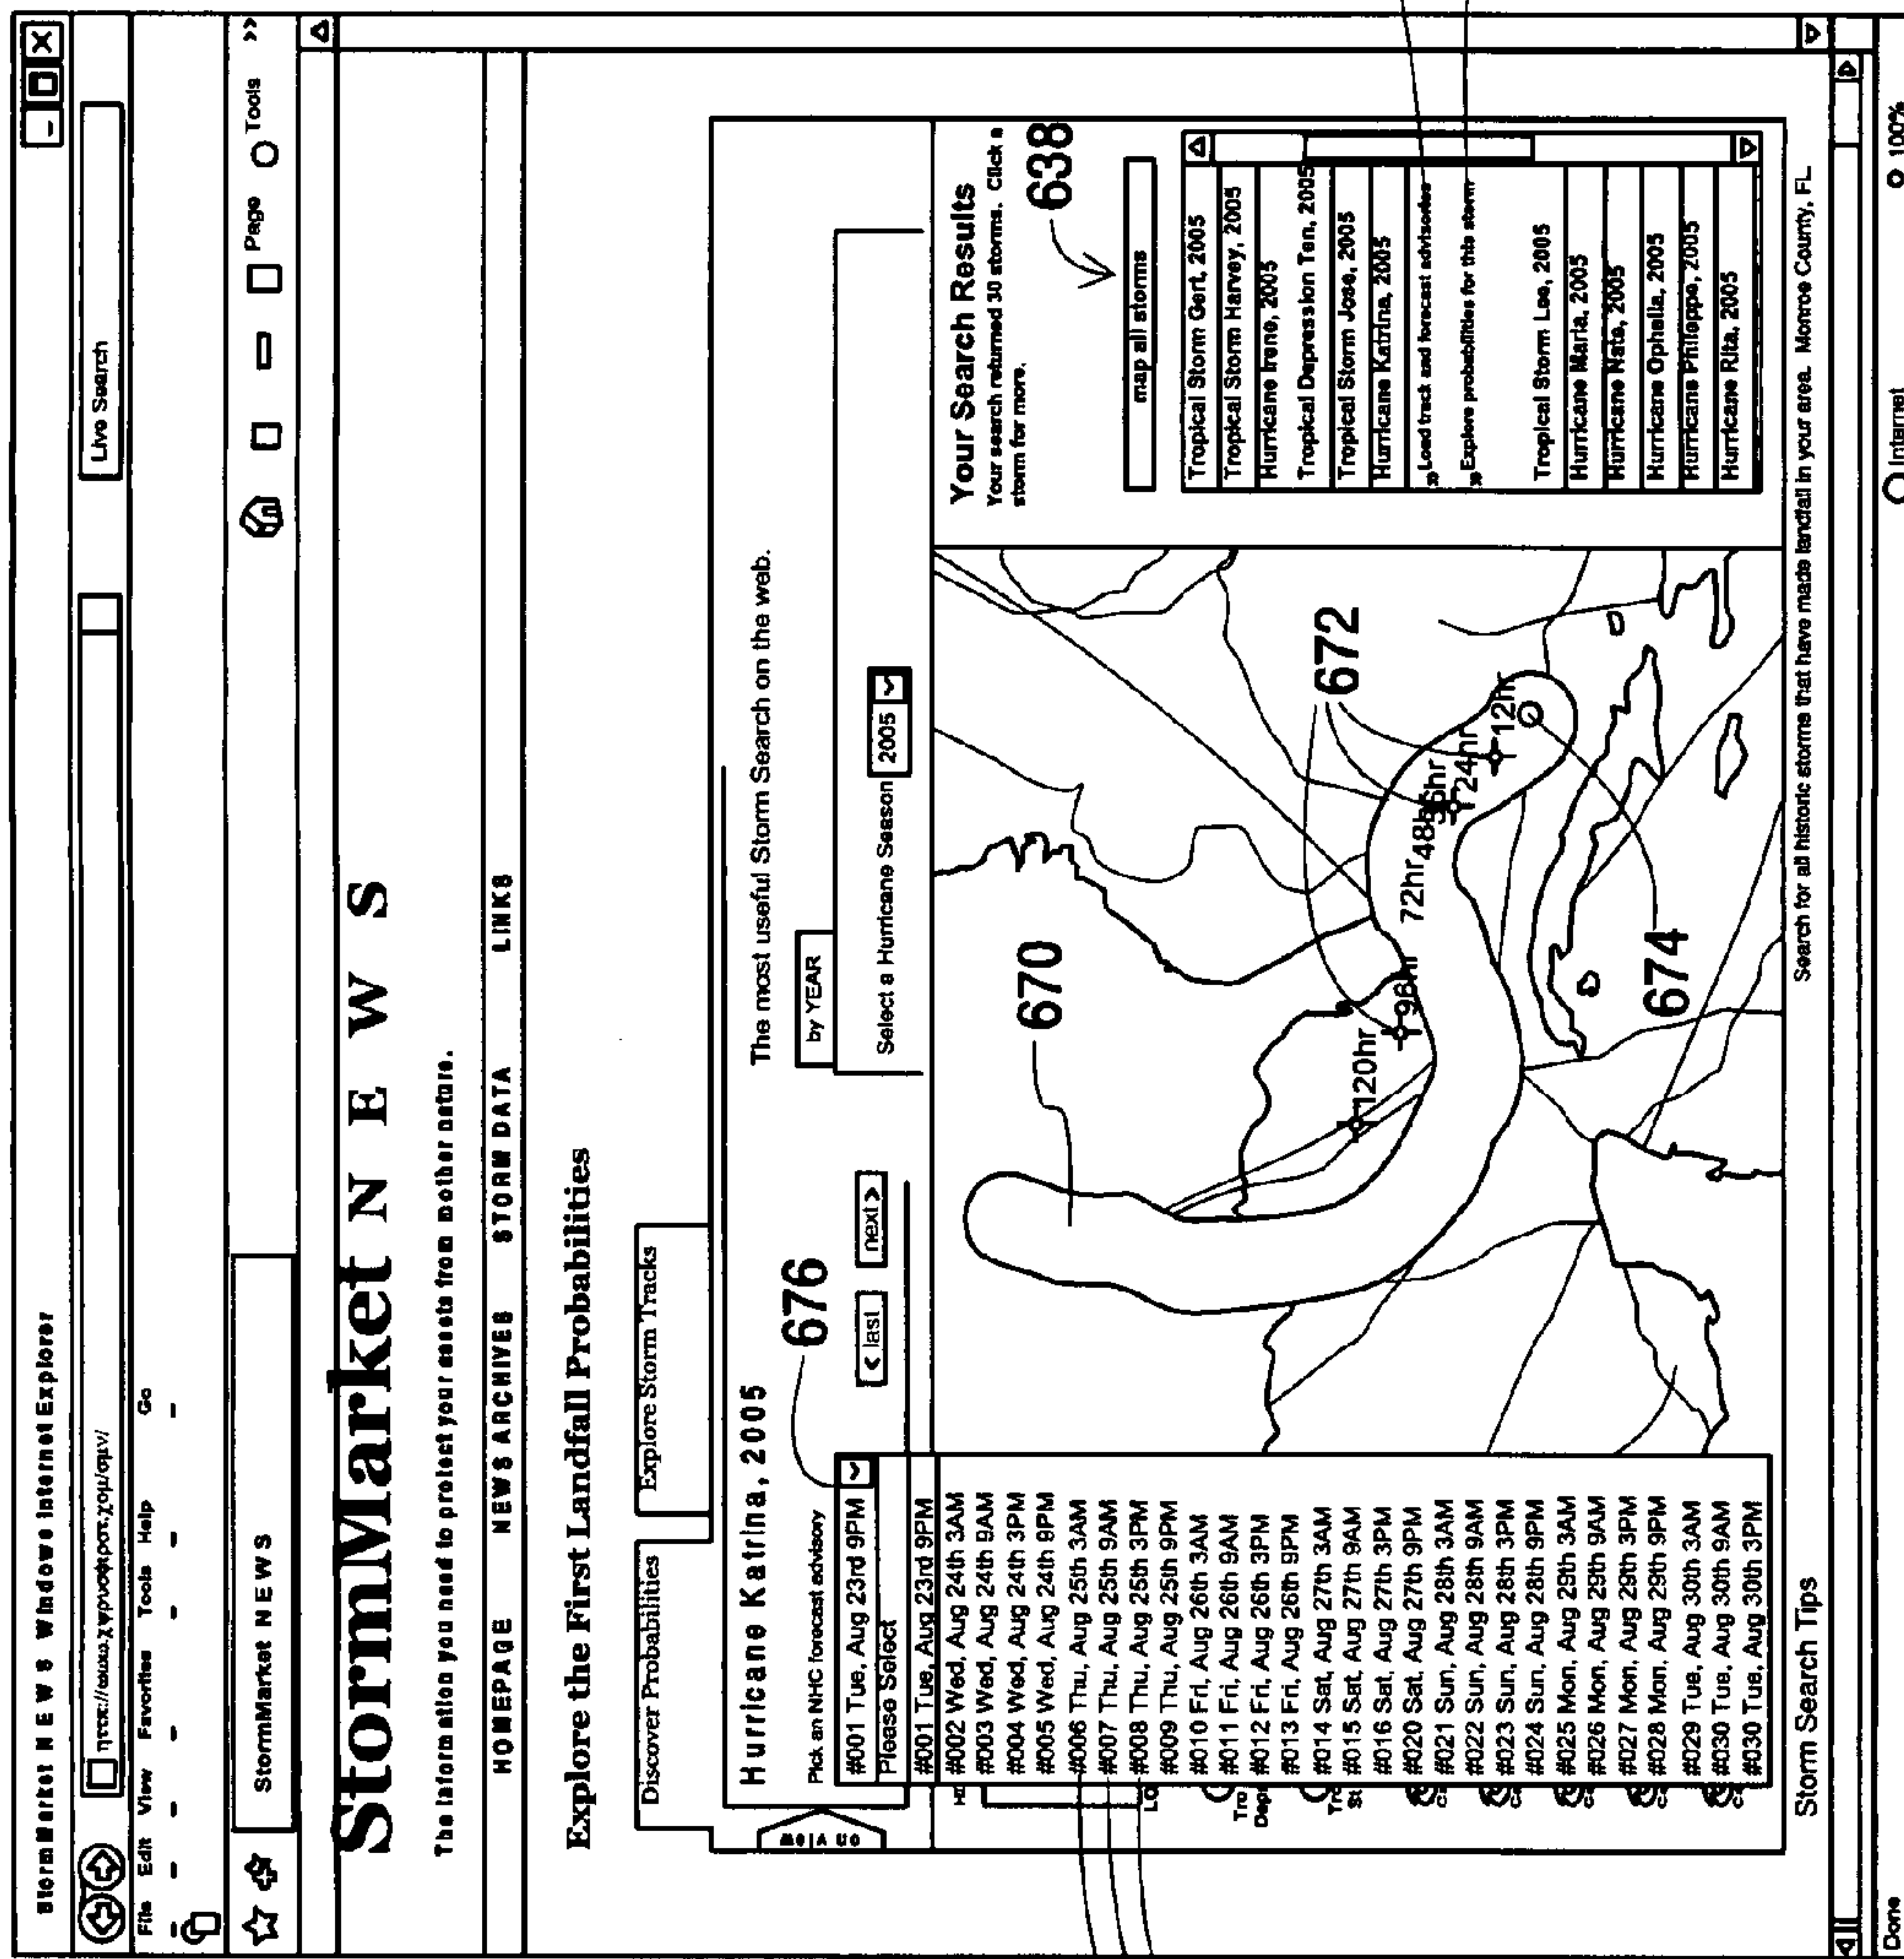 StormMarket N E W S Windows Internet Explorer
ηττπ://ωωω.χψρυσφροστ.χομ/σμν/
Live Search
File Edit View Favorites Tools Help Go
StormMarket N E W S
Page Tools »
StormMarket N E W S
The information you need to protect your assets from mother nature.
HOMEPAGE NEWS ARCHIVES STORM DATA LINKS
Explore the First Landfall Probabilities
Discover Probabilities Explore Storm Tracks
Hurricane Katrina, 2005
The most useful Storm Search on the web.
676
by YEAR
Pick an NHC forecast advisory
< last next >
Select a Hurricane Season 2005
#001 Tue, Aug 23rd 9PM
Please Select
#001 Tue, Aug 23rd 9PM
#002 Wed, Aug 24th 3AM
#003 Wed, Aug 24th 9AM
#004 Wed, Aug 24th 3PM
#005 Wed, Aug 24th 9PM
#006 Thu, Aug 25th 3AM
#007 Thu, Aug 25th 9AM
#008 Thu, Aug 25th 3PM
#009 Thu, Aug 25th 9PM
#010 Fri, Aug 26th 3AM
#011 Fri, Aug 26th 9AM
#012 Fri, Aug 26th 3PM
#013 Fri, Aug 26th 9PM
#014 Sat, Aug 27th 3AM
#015 Sat, Aug 27th 9AM
#016 Sat, Aug 27th 3PM
#020 Sat, Aug 27th 9PM
#021 Sun, Aug 28th 3AM
#022 Sun, Aug 28th 9AM
#023 Sun, Aug 28th 3PM
#024 Sun, Aug 28th 9PM
#025 Mon, Aug 29th 3AM
#026 Mon, Aug 29th 9AM
#027 Mon, Aug 29th 3PM
#028 Mon, Aug 29th 9PM
#029 Tue, Aug 30th 3AM
#030 Tue, Aug 30th 9AM
#030 Tue, Aug 30th 3PM
670
672
674
120hr
96hr
72hr
48hr
36hr
24hr
12hr
Your Search Results
Your search returned 30 storms. Click a
storm for more.
638
map all storms
Tropical Storm Gert, 2005
Tropical Storm Harvey, 2005
Hurricane Irene, 2005
Tropical Depression Ten, 2005
Tropical Storm Jose, 2005
Hurricane Katrina, 2005
» Load track and forecast advisories
» Explore probabilities for this storm
Tropical Storm Lee, 2005
Hurricane Maria, 2005
Hurricane Nate, 2005
Hurricane Ophelia, 2005
Hurricane Philippe, 2005
Hurricane Rita, 2005
Storm Search Tips
Search for all historic storms that have made landfall in your area. Monroe County, FL
Done
Internet
100%